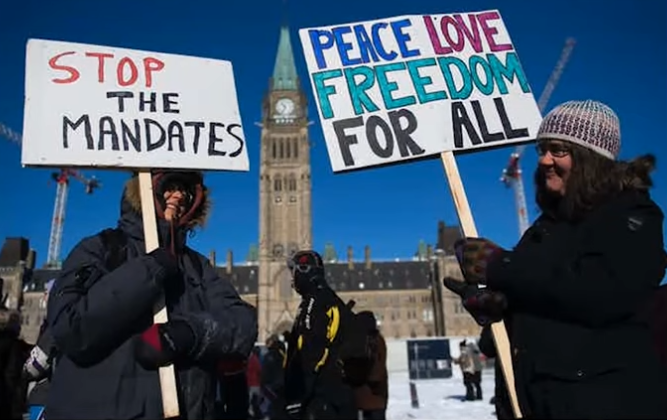 STOP
THE
MANDATES
PEACE LOVE
FREEDOM
FOR ALL